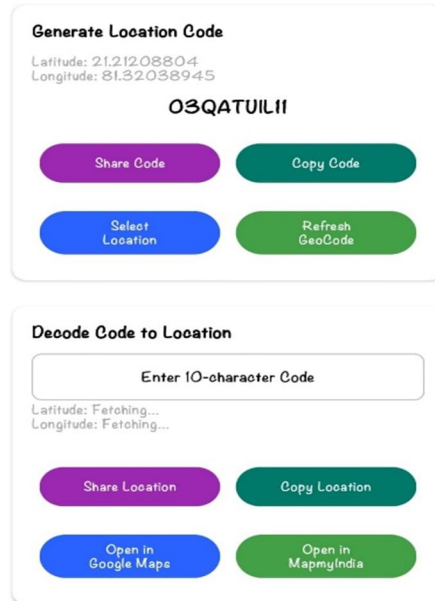 Generate Location Code
Latitude: 21.21208804
Longitude: 81.32038945
O3QATUIL11
Share Code
Copy Code
Select
Location
Refresh
GeoCode
Decode Code to Location
Enter 10-character Code
Latitude: Fetching...
Longitude: Fetching...
Share Location
Copy Location
Open in
Google Maps
Open in
MapmyIndia